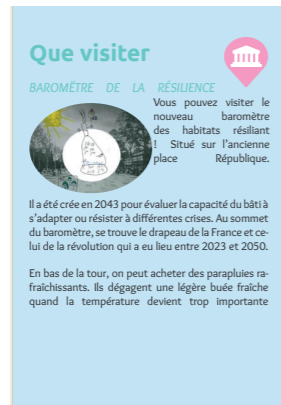 Que visiter
BAROMËTRE DE LA RÉSILIENCE
Vous pouvez visiter le
nouveau baromètre
des habitats résiliant
! Situé sur l'ancienne
place République.
Il a été crée en 2043 pour évaluer la capacité du bâti à
s'adapter ou résister à différentes crises. Au sommet
du baromètre, se trouve le drapeau de la France et ce-
lui de la révolution qui a eu lieu entre 2023 et 2050.
En bas de la tour, on peut acheter des parapluies ra-
fraîchissants. Ils dégagent une légère buée fraîche
quand la température devient trop importante